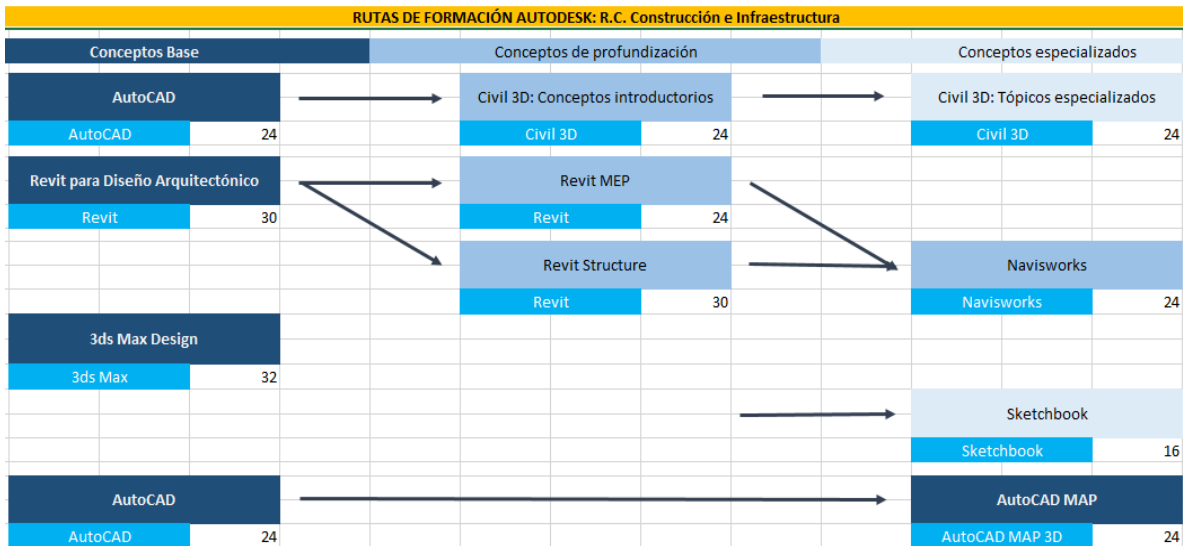 RUTAS DE FORMACIÓN AUTODESK: R.C. Construcción e Infraestructura
Conceptos Base Conceptos de profundización Conceptos especializados
AutoCAD Civil 3D: Conceptos introductorios Civil 3D: Tópicos especializados
AutoCAD 24 Civil 3D 24 Civil 3D 24
Revit para Diseño Arquitectónico Revit MEP
Revit 30 Revit 24
Revit Structure Navisworks
Revit 30 Navisworks 24
3ds Max Design
3ds Max 32
Sketchbook
Sketchbook 16
AutoCAD AutoCAD MAP
AutoCAD 24 AutoCAD MAP 3D 24